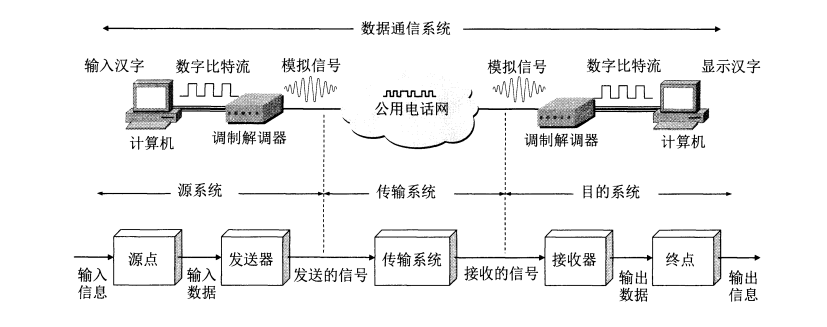 数据通信系统
输入汉字
数字比特流
模拟信号
模拟信号
数字比特流
显示汉字
公用电话网
计算机
调制解调器
调制解调器
计算机
源系统
传输系统
目的系统
源点
发送器
传输系统
接收器
终点
输入
信息
输入
数据
发送的信号
接收的信号
输出
数据
输出
信息